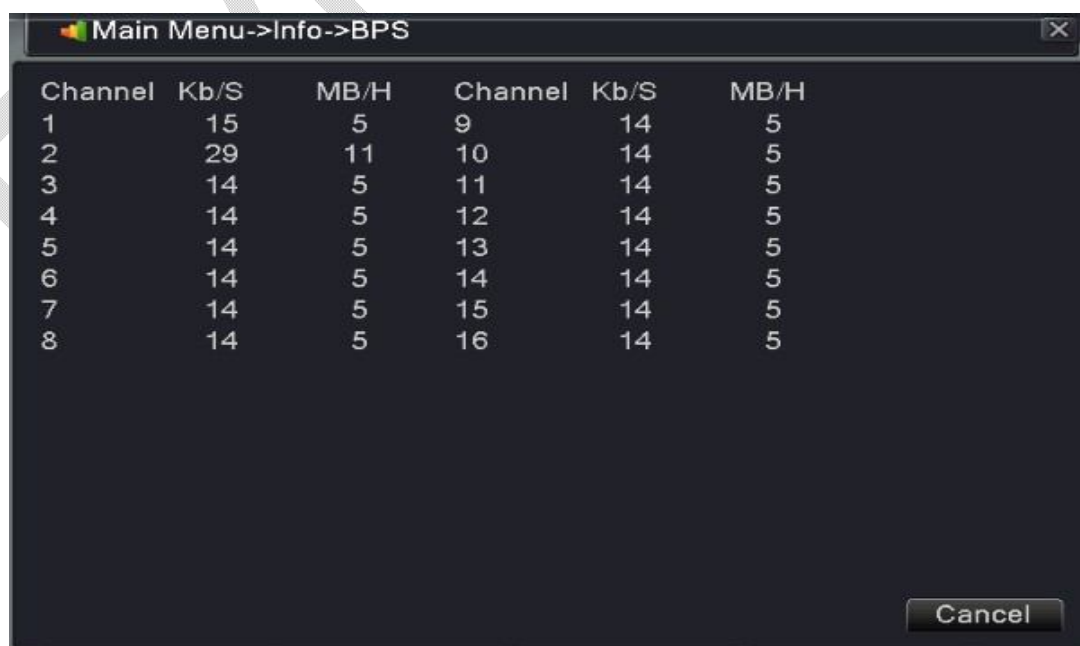 Main Menu->Info->BPS
Channel Kb/S MB/H Channel Kb/S MB/H
1 15 5 9 14 5
2 29 11 10 14 5
3 14 5 11 14 5
4 14 5 12 14 5
5 14 5 13 14 5
6 14 5 14 14 5
7 14 5 15 14 5
8 14 5 16 14 5
Cancel